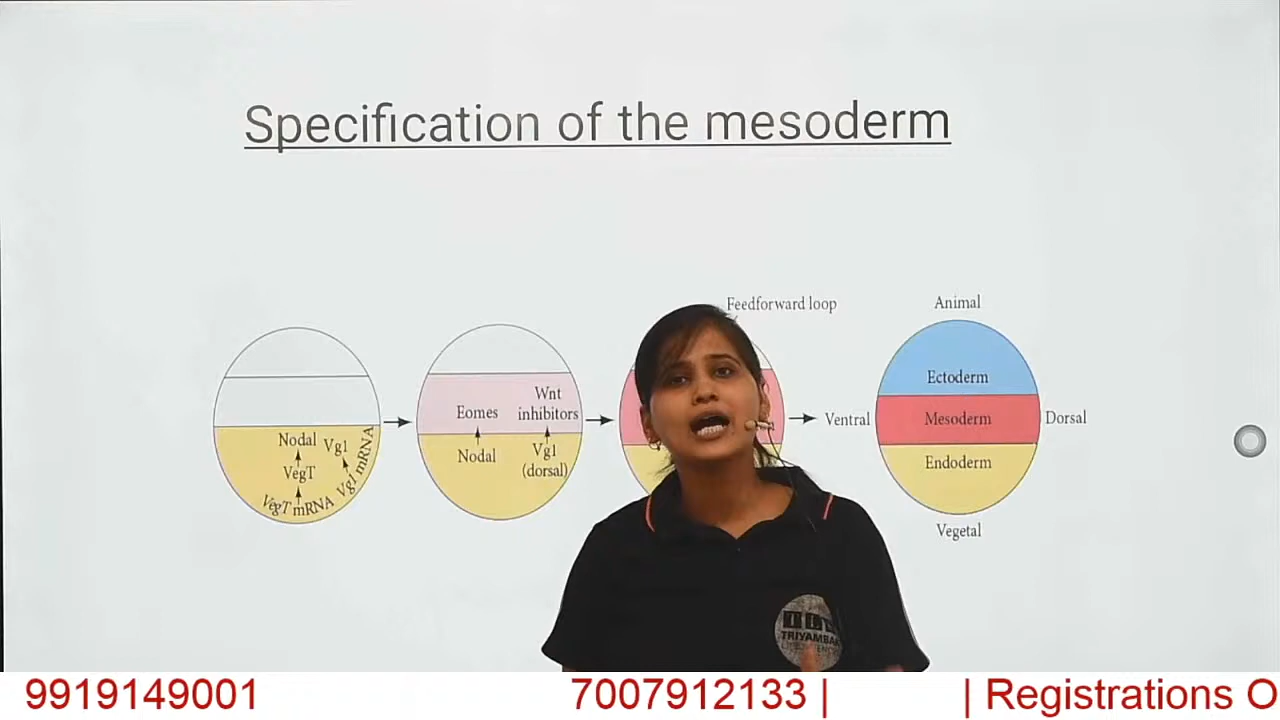 Specification of the mesoderm
Feedforward loop
Animal
Nodal
Vg1
VegT
VegT mRNA
Vg1 mRNA
Eomes
Wnt
inhibitors
Nodal
Vg1
(dorsal)
Ventral
Ectoderm
Mesoderm
Endoderm
Dorsal
Vegetal
9919149001 7007912133 | | Registrations O